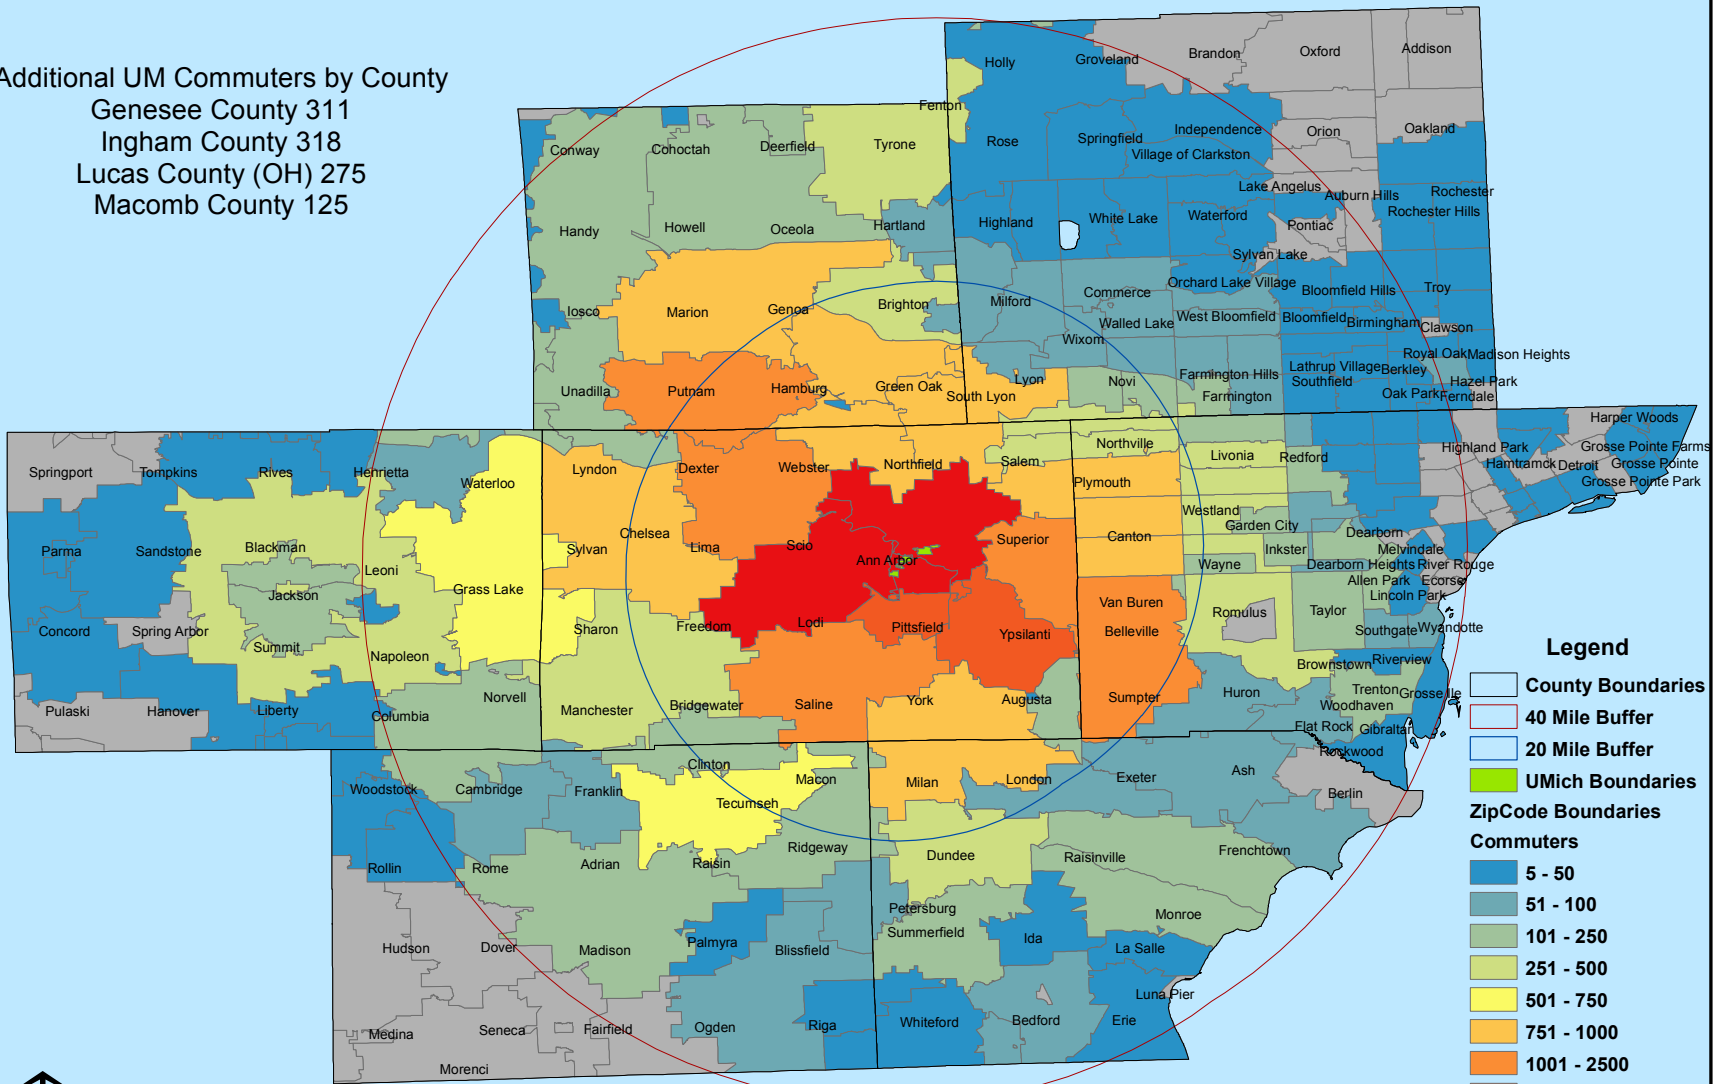 Additional UM Commuters by County
Genesee County 311
Ingham County 318
Lucas County (OH) 275
Macomb County 125
Holly
Groveland
Brandon
Oxford
Addison
Fenton
Rose
Springfield
Independence
Village of Clarkston
Orion
Oakland
Conway
Cohoctah
Deerfield
Tyrone
Lake Angelus
Auburn Hills
Rochester
Rochester Hills
Highland
White Lake
Waterford
Pontiac
Sylvan Lake
Handy
Howell
Oceola
Hartland
Milford
Commerce
Orchard Lake Village
Bloomfield Hills
Troy
Iosco
Marion
Genoa
Brighton
Walled Lake
West Bloomfield
Bloomfield
Birmingham
Clawson
Wixom
Royal Oak
Madison Heights
Unadilla
Putnam
Hamburg
Green Oak
South Lyon
Lyon
Novi
Farmington Hills
Farmington
Lathrup Village
Berkley
Southfield
Hazel Park
Oak Park
Ferndale
Harper Woods
Springport
Tompkins
Rives
Henrietta
Waterloo
Lyndon
Dexter
Webster
Northfield
Salem
Northville
Livonia
Redford
Highland Park
Hamtramck
Detroit
Grosse Pointe Farms
Grosse Pointe
Grosse Pointe Park
Plymouth
Westland
Garden City
Parma
Sandstone
Blackman
Leoni
Sylvan
Chelsea
Lima
Scio
Ann Arbor
Superior
Canton
Inkster
Wayne
Dearborn
Melvindale
Dearborn Heights
River Rouge
Allen Park
Ecorse
Lincoln Park
Jackson
Grass Lake
Concord
Spring Arbor
Summit
Napoleon
Sharon
Freedom
Lodi
Pittsfield
Ypsilanti
Van Buren
Belleville
Romulus
Taylor
Southgate
Wyandotte
Pulaski
Hanover
Liberty
Columbia
Norvell
Manchester
Bridgewater
Saline
York
Augusta
Sumpter
Huron
Brownstown
Riverview
Trenton
Grosse Ile
Woodhaven
Flat Rock
Gibraltar
Rockwood
Woodstock
Cambridge
Franklin
Clinton
Macon
Tecumseh
Milan
London
Exeter
Ash
Berlin
Rollin
Rome
Adrian
Raisin
Ridgeway
Dundee
Raisinville
Frenchtown
Hudson
Dover
Madison
Palmyra
Blissfield
Petersburg
Summerfield
Ida
Monroe
La Salle
Luna Pier
Medina
Seneca
Fairfield
Morenci
Ogden
Riga
Whiteford
Bedford
Erie
Legend
County Boundaries
40 Mile Buffer
20 Mile Buffer
UMich Boundaries
ZipCode Boundaries
Commuters
5 - 50
51 - 100
101 - 250
251 - 500
501 - 750
751 - 1000
1001 - 2500